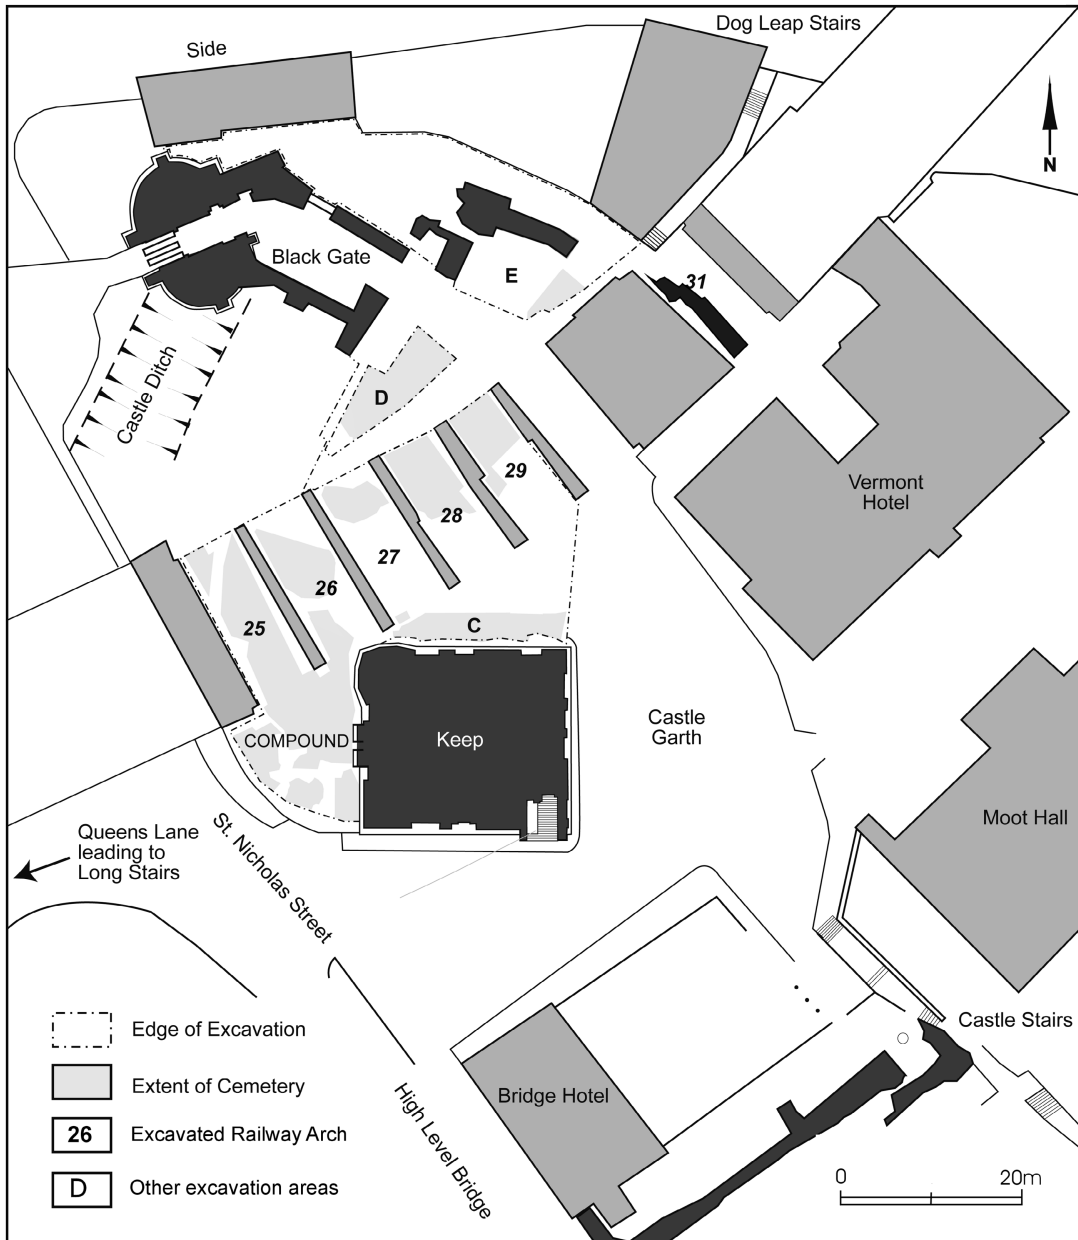 Dog Leap Stairs
Side
N
Black Gate
E
31
Castle Ditch
D
29
Vermont
Hotel
28
27
26
25
C
Castle
Garth
COMPOUND
Keep
Moot Hall
Queens Lane
leading to
Long Stairs
St. Nicholas Street
Castle Stairs
Edge of Excavation
Extent of Cemetery
Bridge Hotel
High Level Bridge
26 Excavated Railway Arch
D Other excavation areas
0 20m